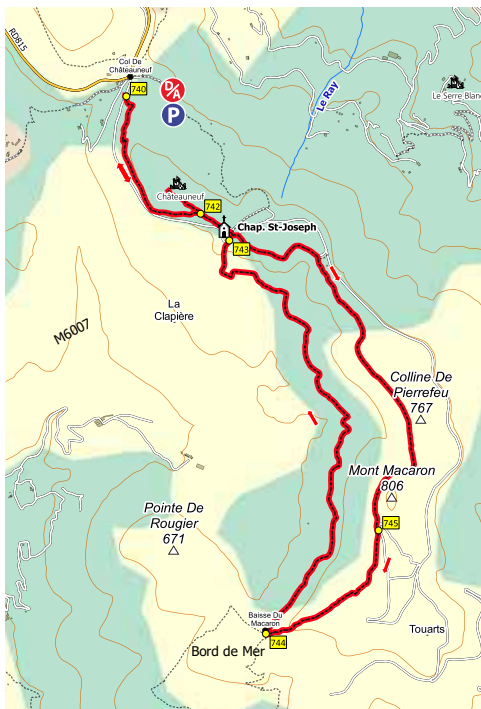 RD815
Col De
Châteauneuf
740
D/A
P
Le Ray
Le Serre Blanc
Châteauneuf
742
Chap. St-Joseph
743
La
Clapière
M6007
Colline De
Pierrefeu
767
Mont Macaron
806
Pointe De
Rougier
671
745
Baisse Du
Macaron
744
Touarts
Bord de Mer